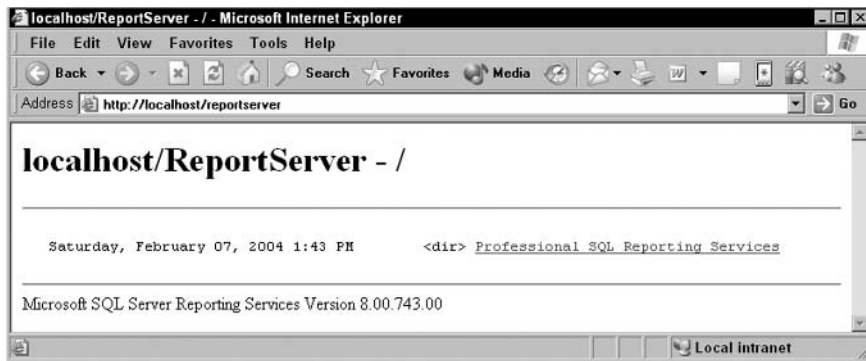 localhost/ReportServer - / - Microsoft Internet Explorer
File Edit View Favorites Tools Help
Back Search Favorites Media
Address http://localhost/reportserver Go
localhost/ReportServer - /
Saturday, February 07, 2004 1:43 PM <dir> Professional SQL Reporting Services
Microsoft SQL Server Reporting Services Version 8.00.743.00
Local intranet